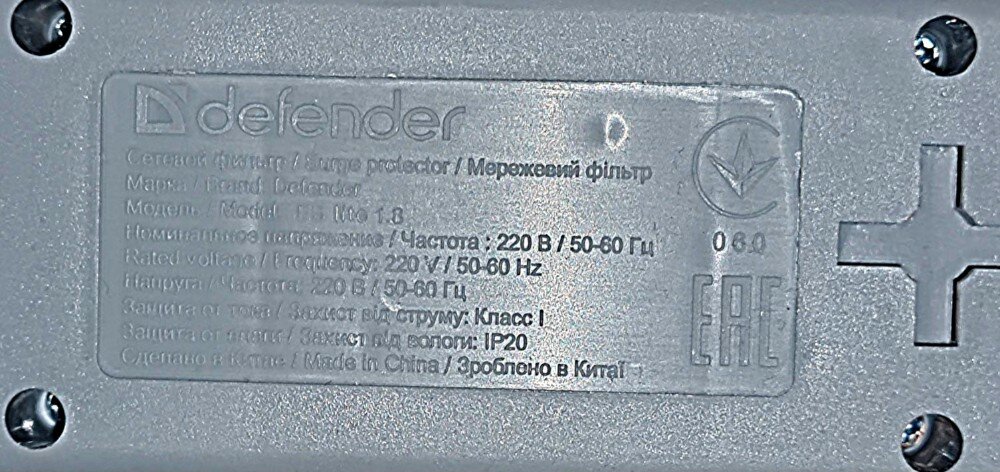 defender
Сетевой фильтр / Surge protector / Мережевий фільтр
Марка / Brand: Defender
Модель / Model: lite 1.8
Номинальное напряжение / Частота : 220 В / 50-60 Гц
Rated voltage / Frequency: 220 V / 50-60 Hz
Напруга / Частота: 220 В / 50-60 Гц
Защита от тока / Захист від струму: Класс I
Защита от влаги / Захист від вологи: IP20
Сделано в Китае / Made in China / Зроблено в Китаї
060
EAC